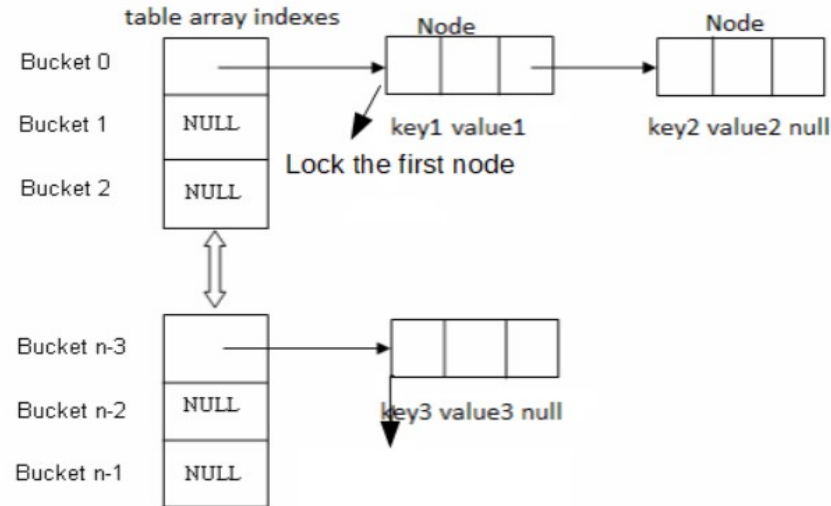 table array indexes
Node
Node
Bucket 0
Bucket 1
NULL
key1 value1
key2 value2 null
Lock the first node
Bucket 2
NULL
Bucket n-3
Bucket n-2
NULL
key3 value3 null
Bucket n-1
NULL